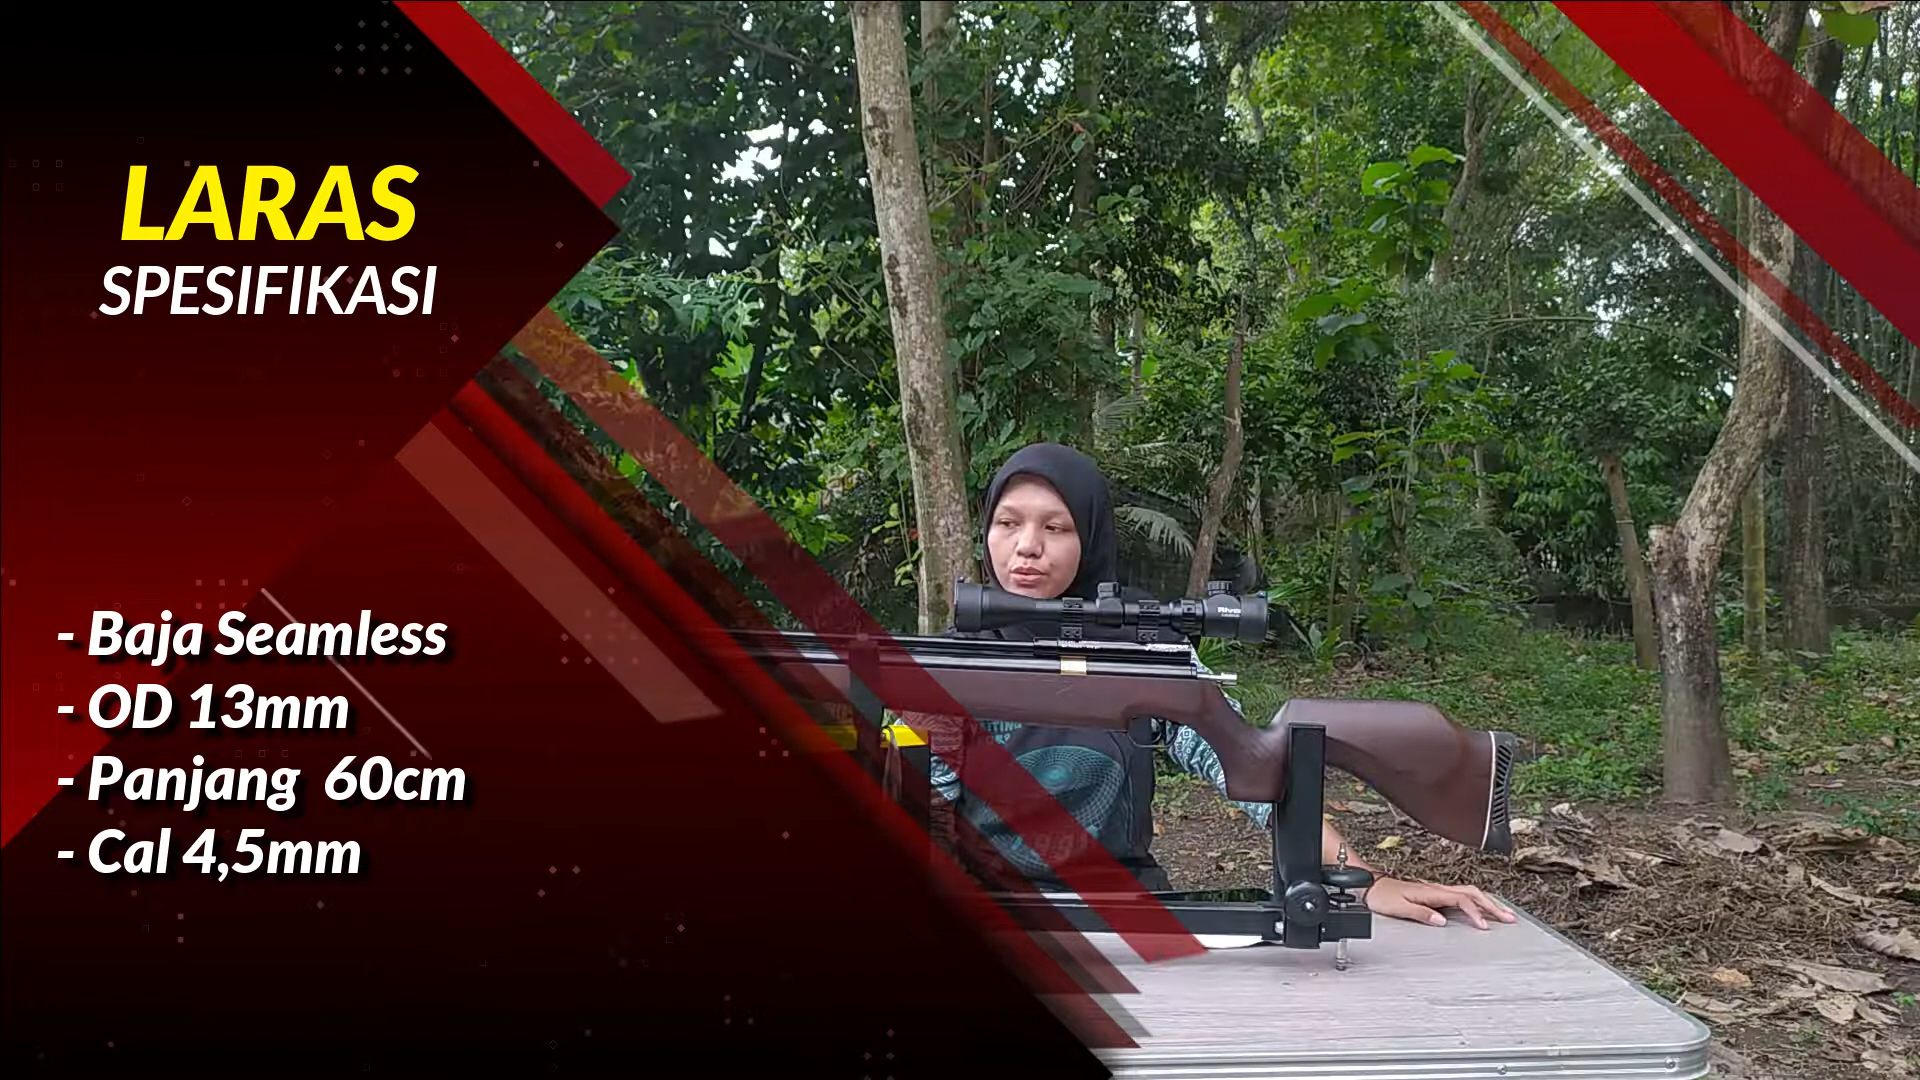 LARAS
SPESIFIKASI
- Baja Seamless
- OD 13mm
- Panjang 60cm
- Cal 4,5mm